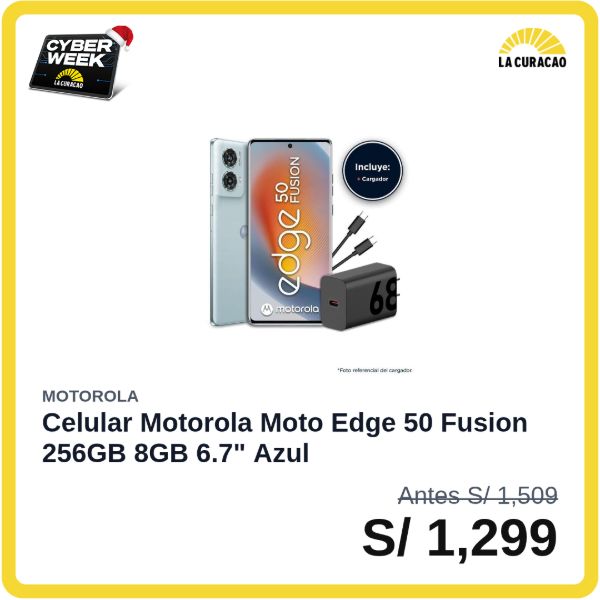 CYBER
WEEK
LA CURACAO
LA CURACAO
Incluye:
+ Cargador
edge 50
FUSION
motorola
68
*Foto referencial del cargador.
MOTOROLA
Celular Motorola Moto Edge 50 Fusion
256GB 8GB 6.7" Azul
Antes S/ 1,509
S/ 1,299